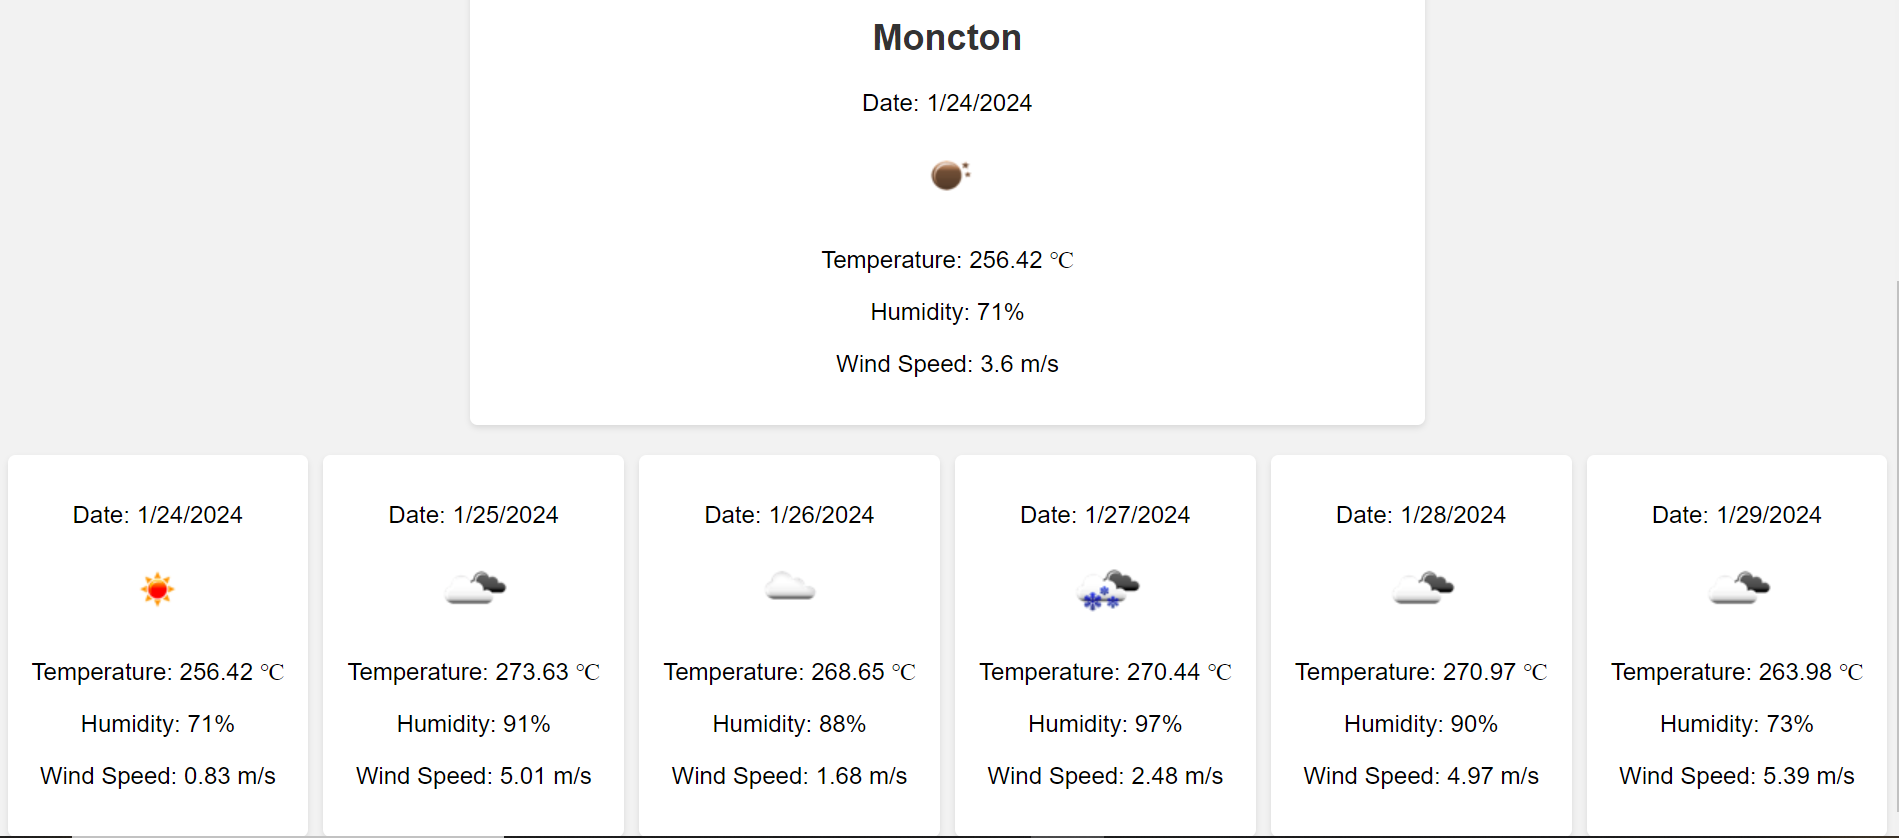 Moncton
Date: 1/24/2024
Temperature: 256.42 ℃
Humidity: 71%
Wind Speed: 3.6 m/s
Date: 1/24/2024
Temperature: 256.42 ℃
Humidity: 71%
Wind Speed: 0.83 m/s
Date: 1/25/2024
Temperature: 273.63 ℃
Humidity: 91%
Wind Speed: 5.01 m/s
Date: 1/26/2024
Temperature: 268.65 ℃
Humidity: 88%
Wind Speed: 1.68 m/s
Date: 1/27/2024
Temperature: 270.44 ℃
Humidity: 97%
Wind Speed: 2.48 m/s
Date: 1/28/2024
Temperature: 270.97 ℃
Humidity: 90%
Wind Speed: 4.97 m/s
Date: 1/29/2024
Temperature: 263.98 ℃
Humidity: 73%
Wind Speed: 5.39 m/s